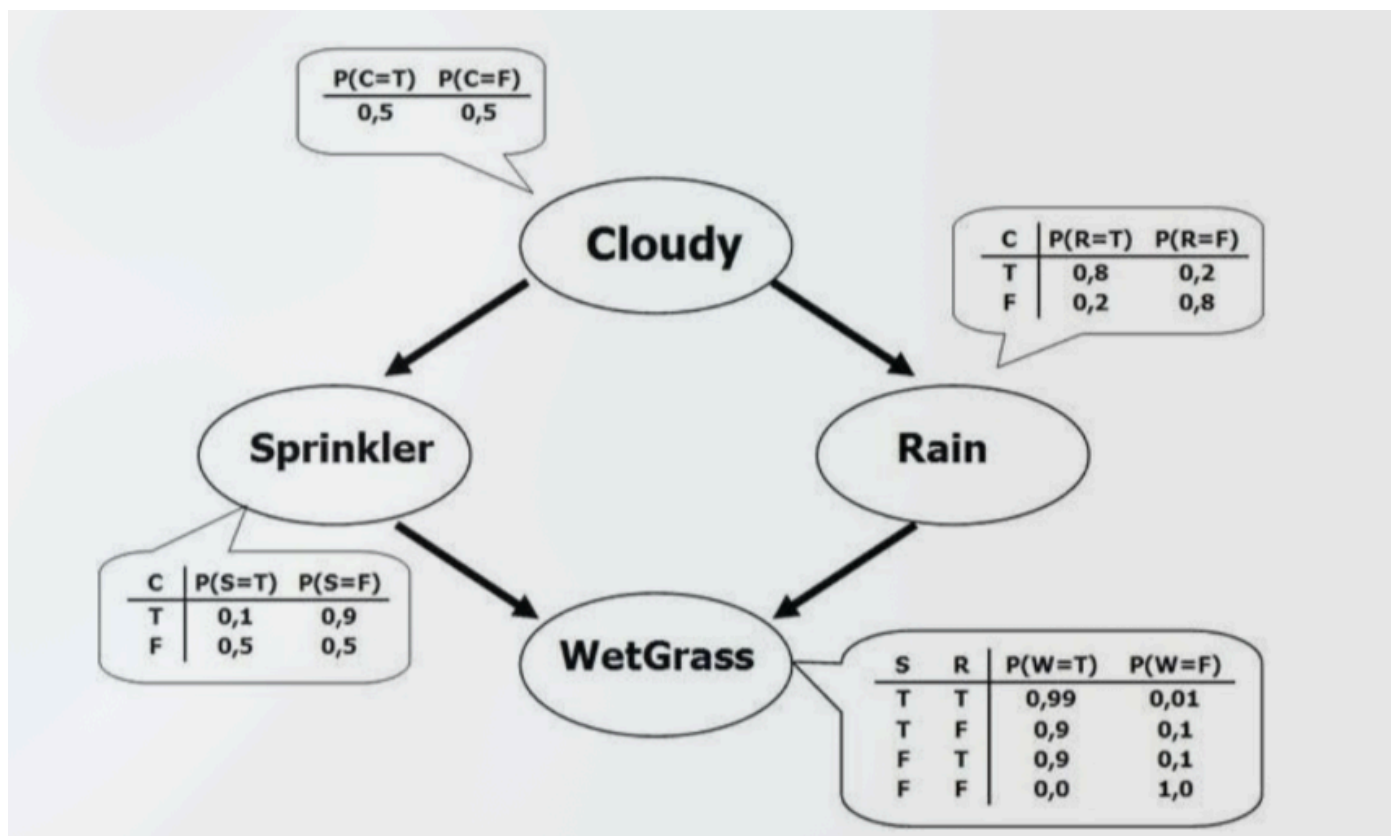 P(C=T) P(C=F)
0,5 0,5
Cloudy
C P(R=T) P(R=F)
T 0,8 0,2
F 0,2 0,8
Sprinkler
Rain
C P(S=T) P(S=F)
T 0,1 0,9
F 0,5 0,5
WetGrass
S R P(W=T) P(W=F)
T T 0,99 0,01
T F 0,9 0,1
F T 0,9 0,1
F F 0,0 1,0